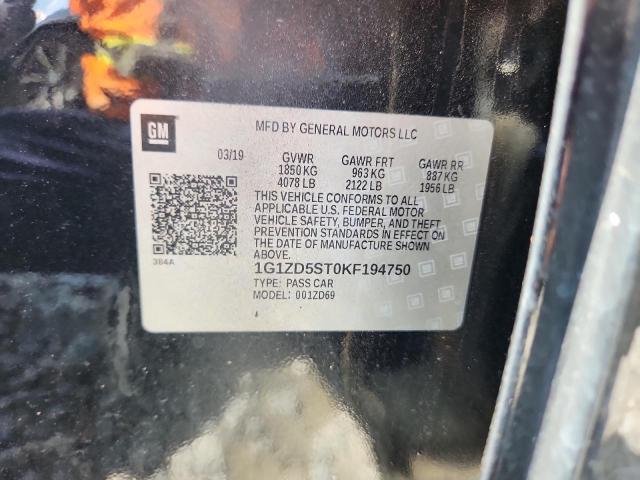 GM
MFD BY GENERAL MOTORS LLC
03/19 GVWR GAWR FRT GAWR RR
1850 KG 963 KG 887 KG
4078 LB 2122 LB 1956 LB
THIS VEHICLE CONFORMS TO ALL
APPLICABLE U.S. FEDERAL MOTOR
VEHICLE SAFETY, BUMPER, AND THEFT
PREVENTION STANDARDS IN EFFECT ON
THE DATE OF MANUFACTURE SHOWN
ABOVE.
384A
1G1ZD5ST0KF194750
TYPE: PASS CAR
MODEL: 001ZD69